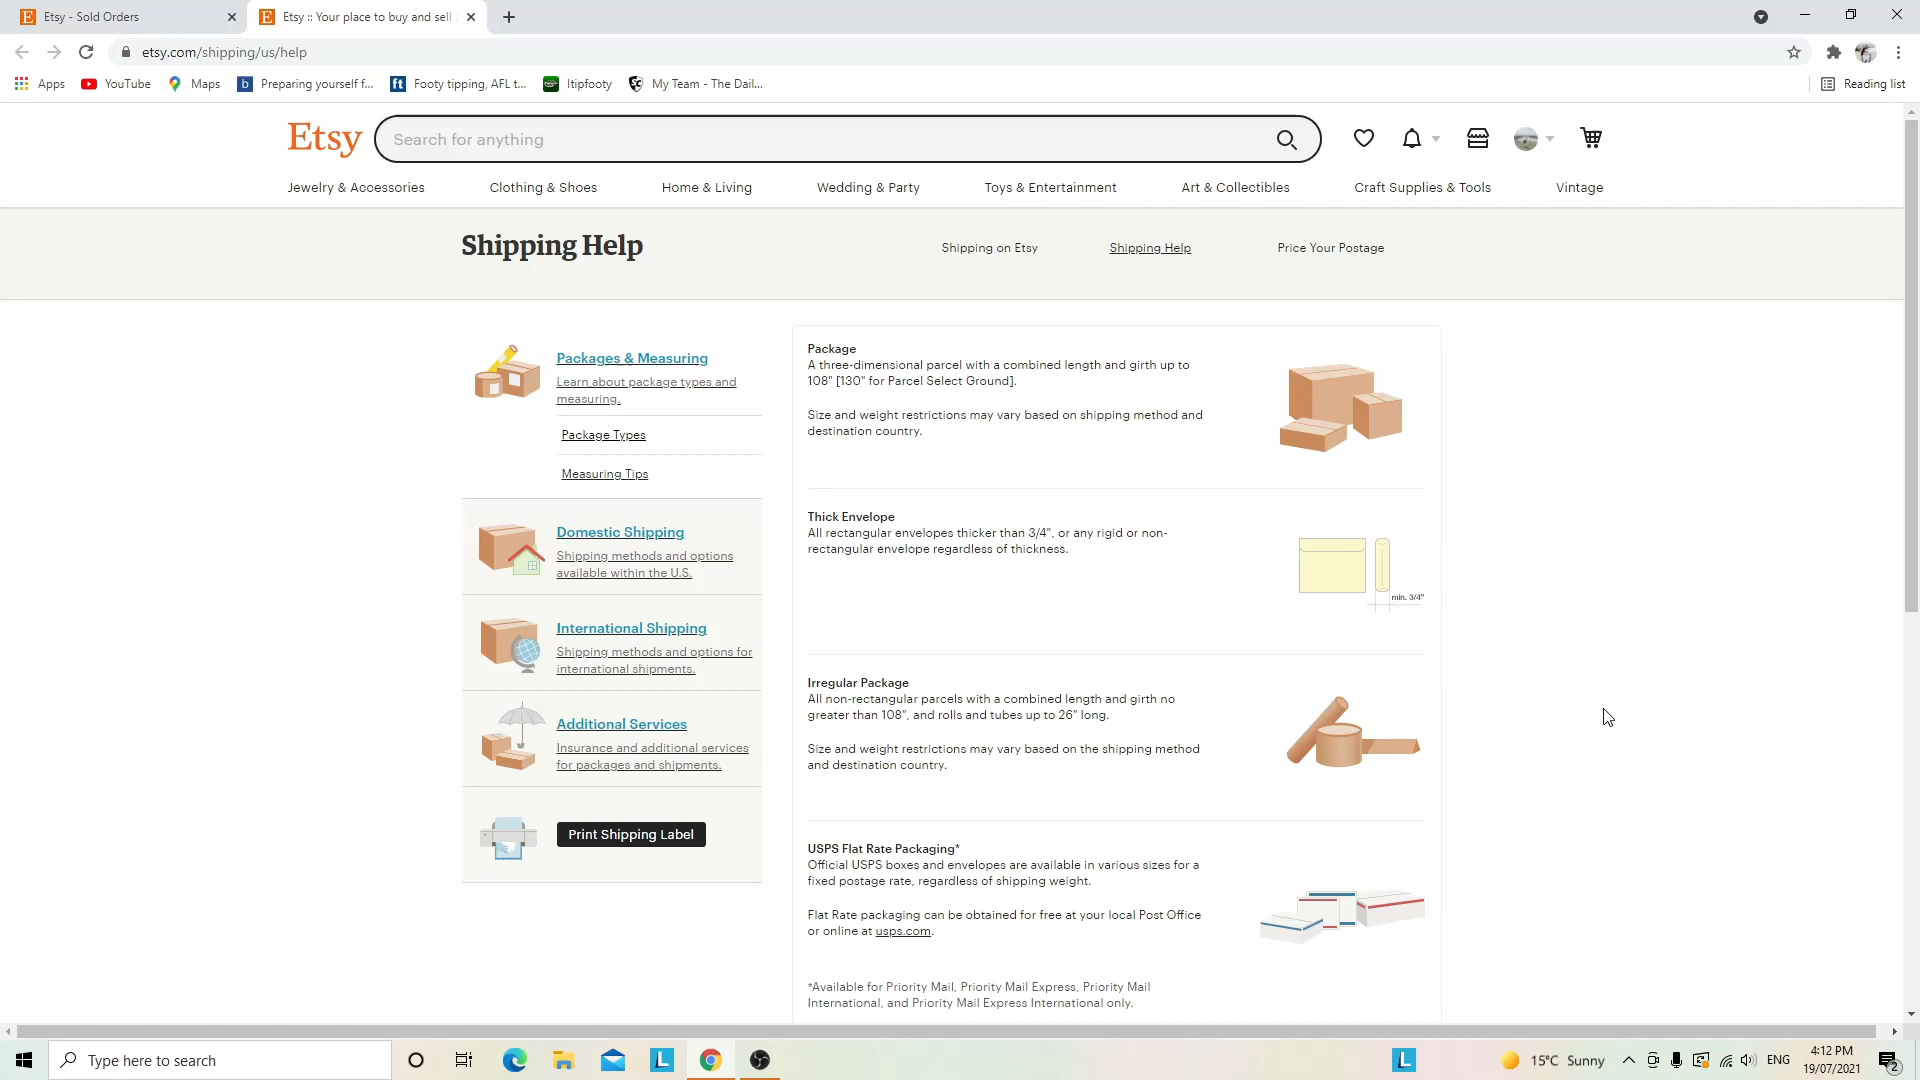 Etsy - Sold Orders
Etsy :: Your place to buy and sell
etsy.com/shipping/us/help
Apps
YouTube
Maps
Preparing yourself f...
Footy tipping, AFL t...
Itipfooty
My Team - The Dail...
Reading list
Etsy
Search for anything
Jewelry & Accessories
Clothing & Shoes
Home & Living
Wedding & Party
Toys & Entertainment
Art & Collectibles
Craft Supplies & Tools
Vintage
Shipping Help
Shipping on Etsy
Shipping Help
Price Your Postage
Packages & Measuring
Learn about package types and
measuring.
Package Types
Measuring Tips
Domestic Shipping
Shipping methods and options
available within the U.S.
International Shipping
Shipping methods and options for
international shipments.
Additional Services
Insurance and additional services
for packages and shipments.
Print Shipping Label
Package
A three-dimensional parcel with a combined length and girth up to
108" [130" for Parcel Select Ground].
Size and weight restrictions may vary based on shipping method and
destination country.
Thick Envelope
All rectangular envelopes thicker than 3/4", or any rigid or non-
rectangular envelope regardless of thickness.
min. 3/4"
Irregular Package
All non-rectangular parcels with a combined length and girth no
greater than 108", and rolls and tubes up to 26" long.
Size and weight restrictions may vary based on the shipping method
and destination country.
USPS Flat Rate Packaging*
Official USPS boxes and envelopes are available in various sizes for a
fixed postage rate, regardless of shipping weight.
Flat Rate packaging can be obtained for free at your local Post Office
or online at usps.com.
*Available for Priority Mail, Priority Mail Express, Priority Mail
International, and Priority Mail Express International only.
Type here to search
15°C Sunny
ENG
4:12 PM
19/07/2021
2